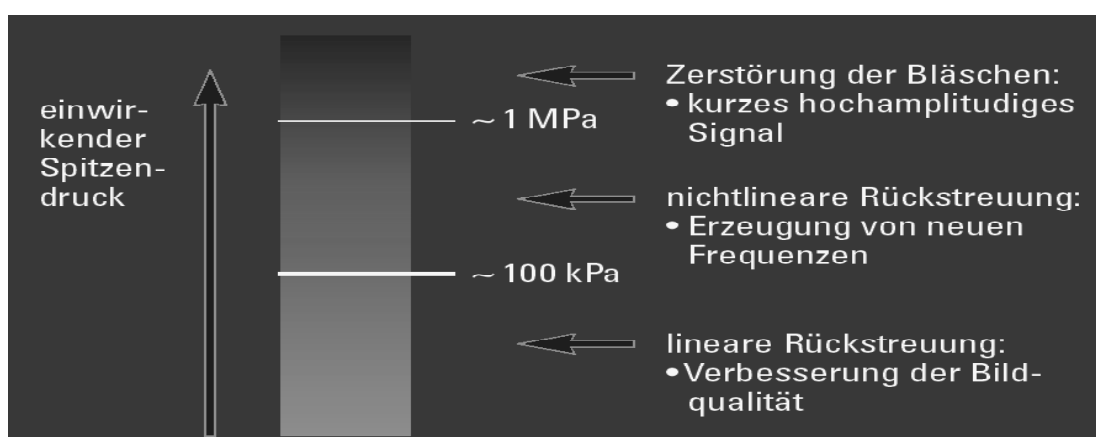 einwir-
kender
Spitzen-
druck
~ 1 MPa
~ 100 kPa
Zerstörung der Bläschen:
• kurzes hochamplitudiges
Signal
nichtlineare Rückstreuung:
• Erzeugung von neuen
Frequenzen
lineare Rückstreuung:
• Verbesserung der Bild-
qualität